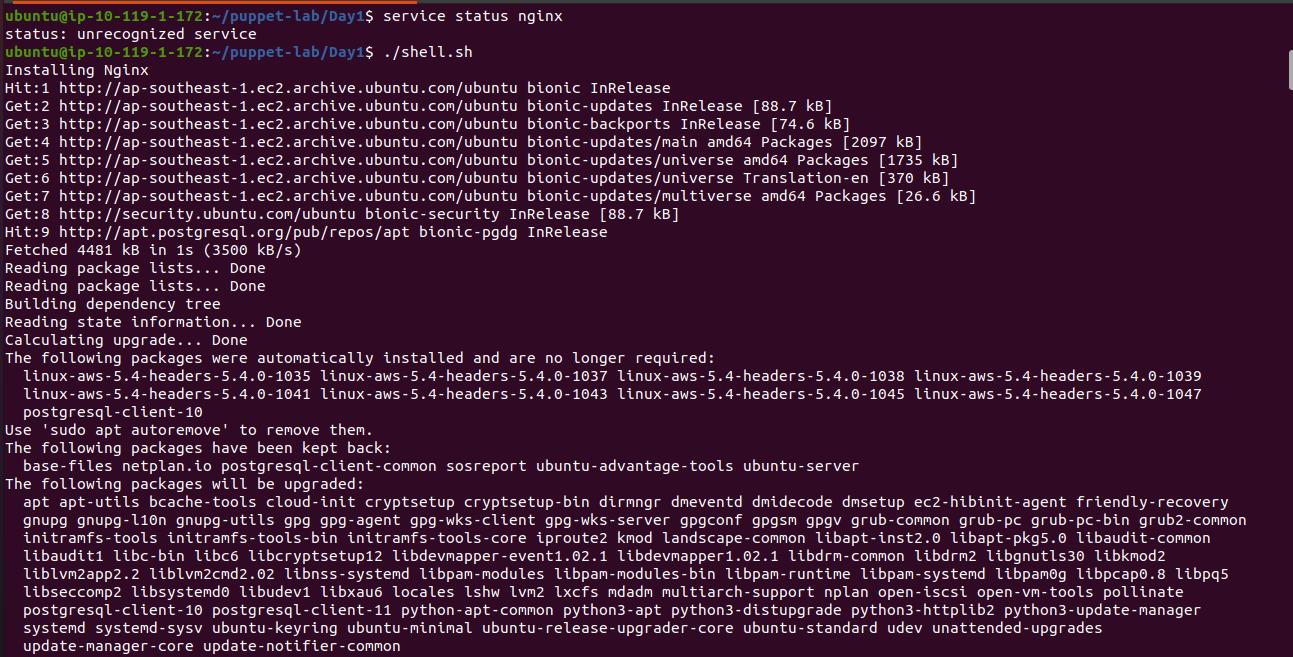 ubuntu@ip-10-119-1-172:~/puppet-lab/Day1$ service status nginx
status: unrecognized service
ubuntu@ip-10-119-1-172:~/puppet-lab/Day1$ ./shell.sh
Installing Nginx
Hit:1 http://ap-southeast-1.ec2.archive.ubuntu.com/ubuntu bionic InRelease
Get:2 http://ap-southeast-1.ec2.archive.ubuntu.com/ubuntu bionic-updates InRelease [88.7 kB]
Get:3 http://ap-southeast-1.ec2.archive.ubuntu.com/ubuntu bionic-backports InRelease [74.6 kB]
Get:4 http://ap-southeast-1.ec2.archive.ubuntu.com/ubuntu bionic-updates/main amd64 Packages [2097 kB]
Get:5 http://ap-southeast-1.ec2.archive.ubuntu.com/ubuntu bionic-updates/universe amd64 Packages [1735 kB]
Get:6 http://ap-southeast-1.ec2.archive.ubuntu.com/ubuntu bionic-updates/universe Translation-en [370 kB]
Get:7 http://ap-southeast-1.ec2.archive.ubuntu.com/ubuntu bionic-updates/multiverse amd64 Packages [26.6 kB]
Get:8 http://security.ubuntu.com/ubuntu bionic-security InRelease [88.7 kB]
Hit:9 http://apt.postgresql.org/pub/repos/apt bionic-pgdg InRelease
Fetched 4481 kB in 1s (3500 kB/s)
Reading package lists... Done
Reading package lists... Done
Building dependency tree
Reading state information... Done
Calculating upgrade... Done
The following packages were automatically installed and are no longer required:
linux-aws-5.4-headers-5.4.0-1035 linux-aws-5.4-headers-5.4.0-1037 linux-aws-5.4-headers-5.4.0-1038 linux-aws-5.4-headers-5.4.0-1039
linux-aws-5.4-headers-5.4.0-1041 linux-aws-5.4-headers-5.4.0-1043 linux-aws-5.4-headers-5.4.0-1045 linux-aws-5.4-headers-5.4.0-1047
postgresql-client-10
Use 'sudo apt autoremove' to remove them.
The following packages have been kept back:
base-files netplan.io postgresql-client-common sosreport ubuntu-advantage-tools ubuntu-server
The following packages will be upgraded:
apt apt-utils bcache-tools cloud-init cryptsetup cryptsetup-bin dirmngr dmeventd dmidecode dmsetup ec2-hibinit-agent friendly-recovery
gnupg gnupg-l10n gnupg-utils gpg gpg-agent gpg-wks-client gpg-wks-server gpgconf gpgsm gpgv grub-common grub-pc grub-pc-bin grub2-common
initramfs-tools initramfs-tools-bin initramfs-tools-core iproute2 kmod landscape-common libapt-inst2.0 libapt-pkg5.0 libaudit-common
libaudit1 libc-bin libc6 libcryptsetup12 libdevmapper-event1.02.1 libdevmapper1.02.1 libdrm-common libdrm2 libgnutls30 libkmod2
liblvm2app2.2 liblvm2cmd2.02 libnss-systemd libpam-modules libpam-modules-bin libpam-runtime libpam-systemd libpam0g libpcap0.8 libpq5
libseccomp2 libsystemd0 libudev1 libxau6 locales lshw lvm2 lxcfs mdadm multiarch-support nplan open-iscsi open-vm-tools pollinate
postgresql-client-10 postgresql-client-11 python-apt-common python3-apt python3-distupgrade python3-httplib2 python3-update-manager
systemd systemd-sysv ubuntu-keyring ubuntu-minimal ubuntu-release-upgrader-core ubuntu-standard udev unattended-upgrades
update-manager-core update-notifier-common